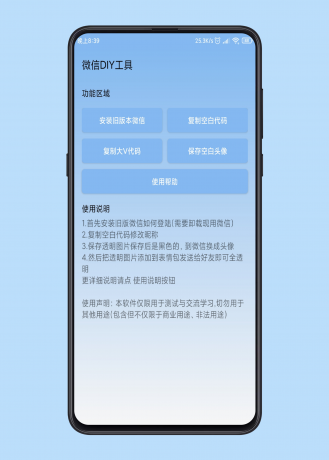 晚上8:39
25.3K/s
微信DIY工具
功能区域
安装旧版本微信 复制空白代码
复制大V代码 保存空白头像
使用帮助
使用说明
1.首先安装旧版微信如何登陆(需要卸载现用微信)
2.复制空白代码修改昵称
3.保存透明图片保存后是黑色的、到微信换成头像
4.然后把透明图片添加到表情包发送给好友即可全透
明
更详细说明请点 使用说明按钮
使用声明：本软件仅限用于测试与交流学习,切勿用于
其他用途(包含但不仅限于商业用途、非法用途)